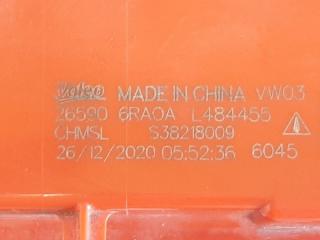 Valeo MADE IN CHINA VW03
26590 6RA0A L484455
CHMSL S38218009
26/12/2020 05:52:36 6045